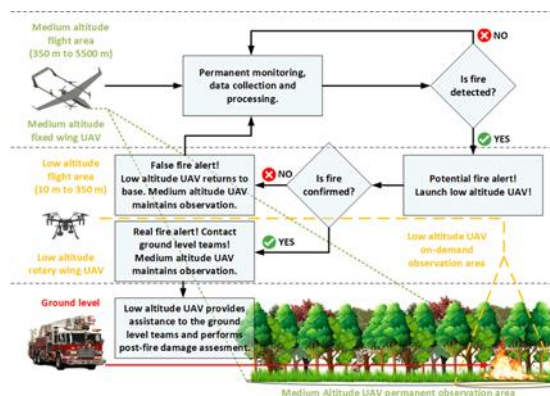 Medium altitude
flight area
(350 m to 5500 m)
Medium altitude
fixed wing UAV
Permanent monitoring,
data collection and
processing.
NO
Is fire
detected?
YES
Low altitude
flight area
(10 m to 350 m)
Low altitude
rotary wing UAV
False fire alert!
Low altitude UAV returns to
base. Medium altitude UAV
maintains observation.
NO
Is fire
confirmed?
Potential fire alert!
Launch low altitude UAV!
Real fire alert! Contact
ground level teams!
Medium altitude UAV
maintains observation.
YES
Low altitude UAV
on-demand
observation area
Ground level
Low altitude UAV provides
assistance to the ground
level teams and performs
post-fire damage assesment.
Medium Altitude UAV permanent observation area